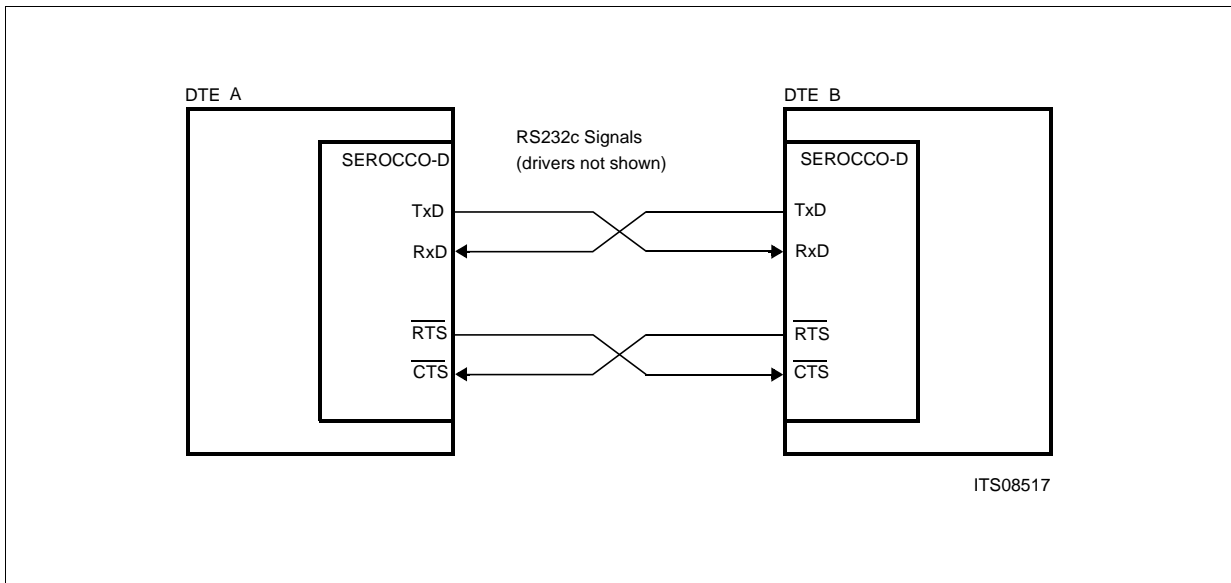 DTE A
DTE B
RS232c Signals
(drivers not shown)
SEROCCO-D
SEROCCO-D
TxD
TxD
RxD
RxD
RTS
RTS
CTS
CTS
ITS08517